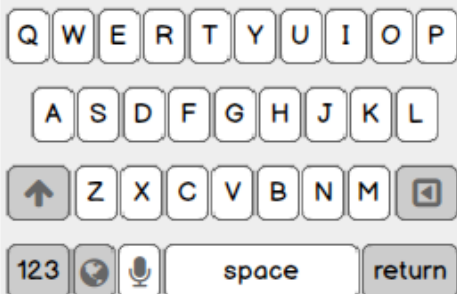 Q W E R T Y U I O P
A S D F G H J K L
Z X C V B N M
123 space return